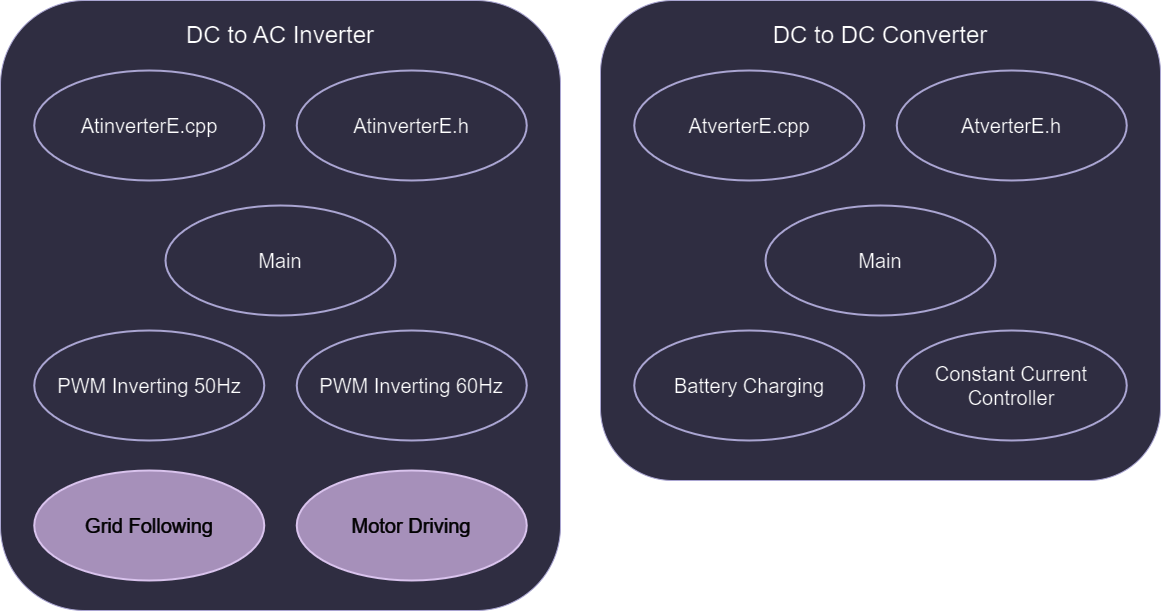 DC to AC Inverter
AtinverterE.cpp
AtinverterE.h
Main
PWM Inverting 50Hz
PWM Inverting 60Hz
Grid Following
Motor Driving
DC to DC Converter
AtverterE.cpp
AtverterE.h
Main
Battery Charging
Constant Current
Controller